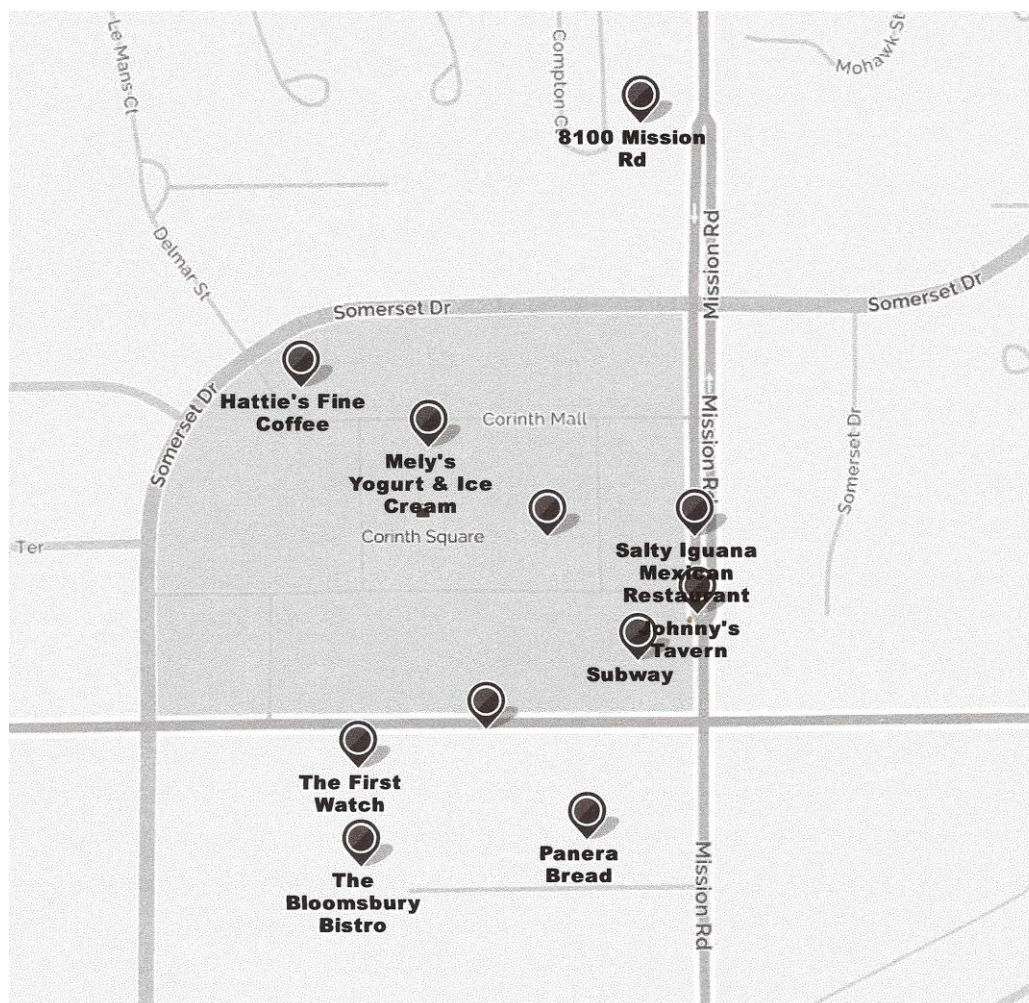 Le Mans Ct
Compton Ct
Mohawk St
8100 Mission
Rd
Delmar St
Mission Rd
Somerset Dr
Somerset Dr
Somerset Dr
Hattie's Fine
Coffee
Corinth Mall
Mission Rd
Somerset Dr
Mely's
Yogurt & Ice
Cream
Corinth Square
Ter
Salty Iguana
Mexican
Restaurant
Johnny's
Tavern
Subway
The First
Watch
Panera
Bread
The
Bloomsbury
Bistro
Mission Rd